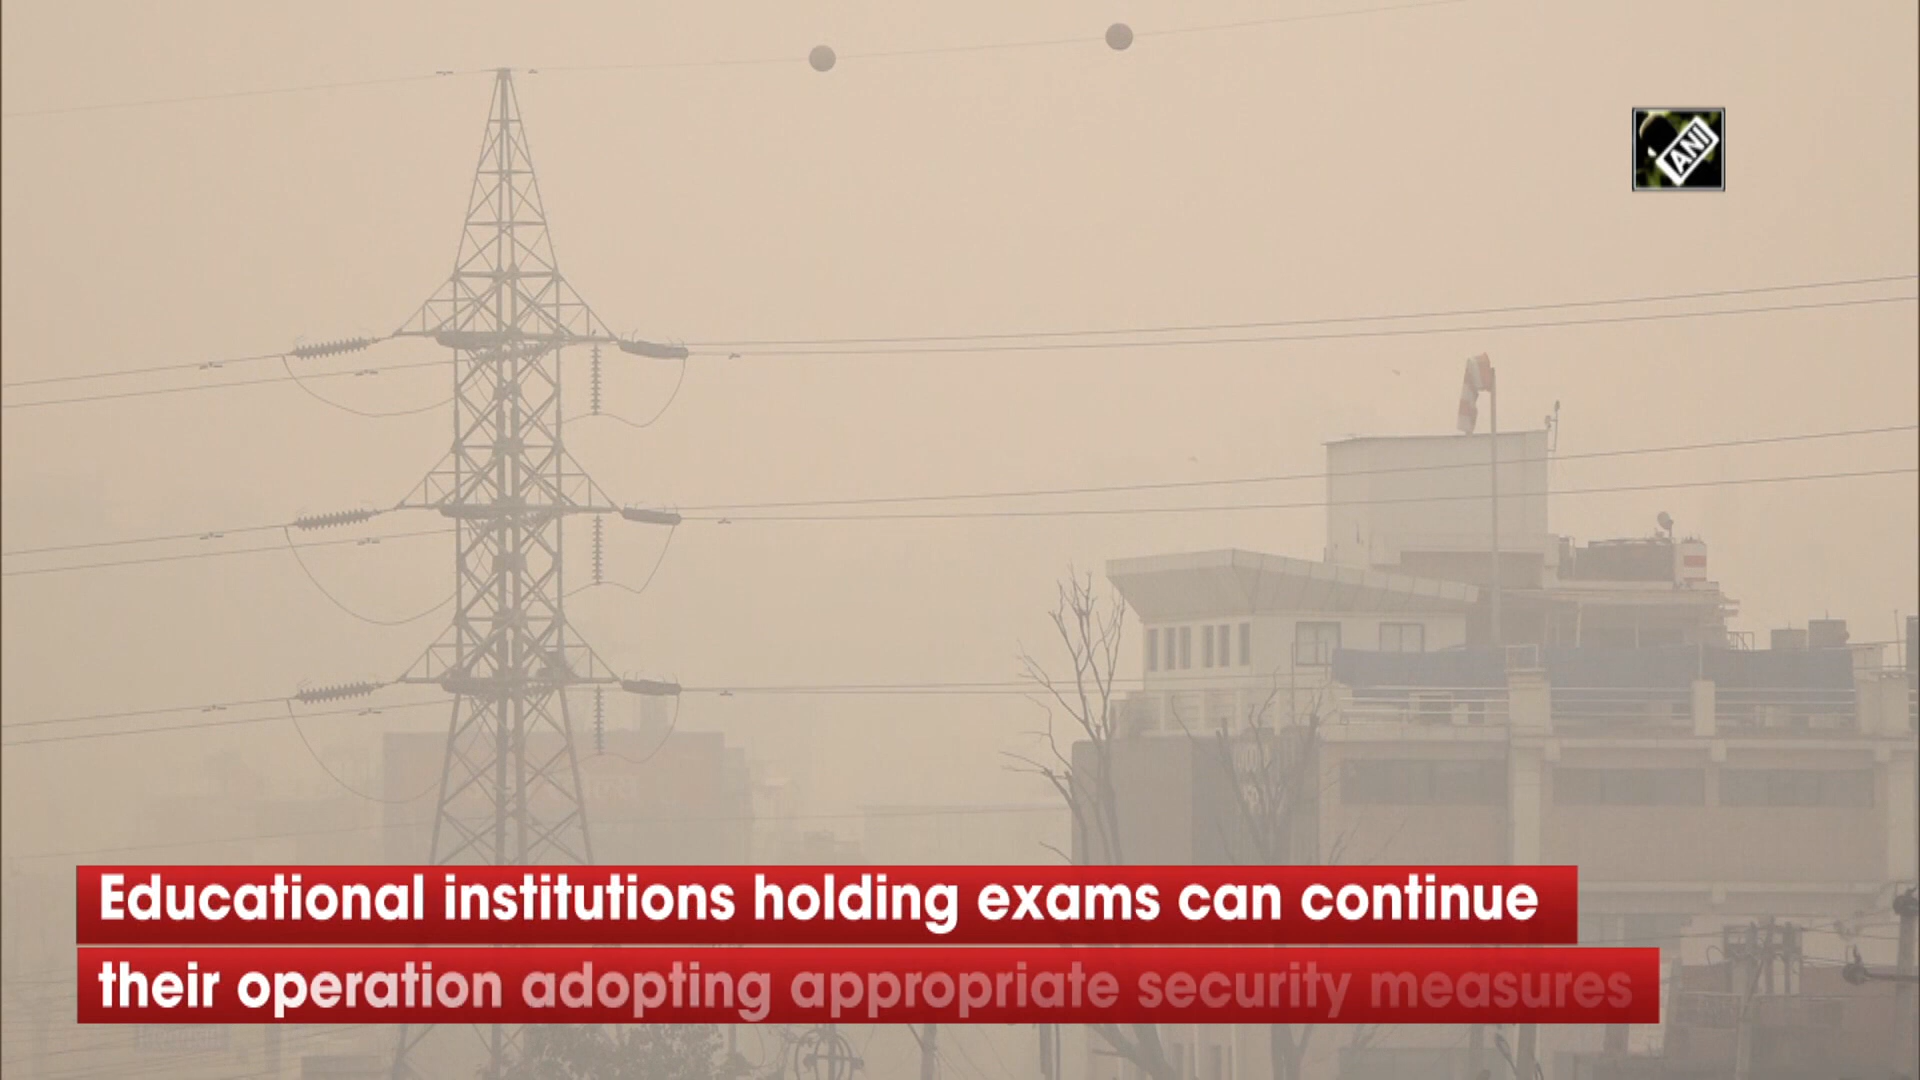 ANI
Educational institutions holding exams can continue
their operation adopting appropriate security measures